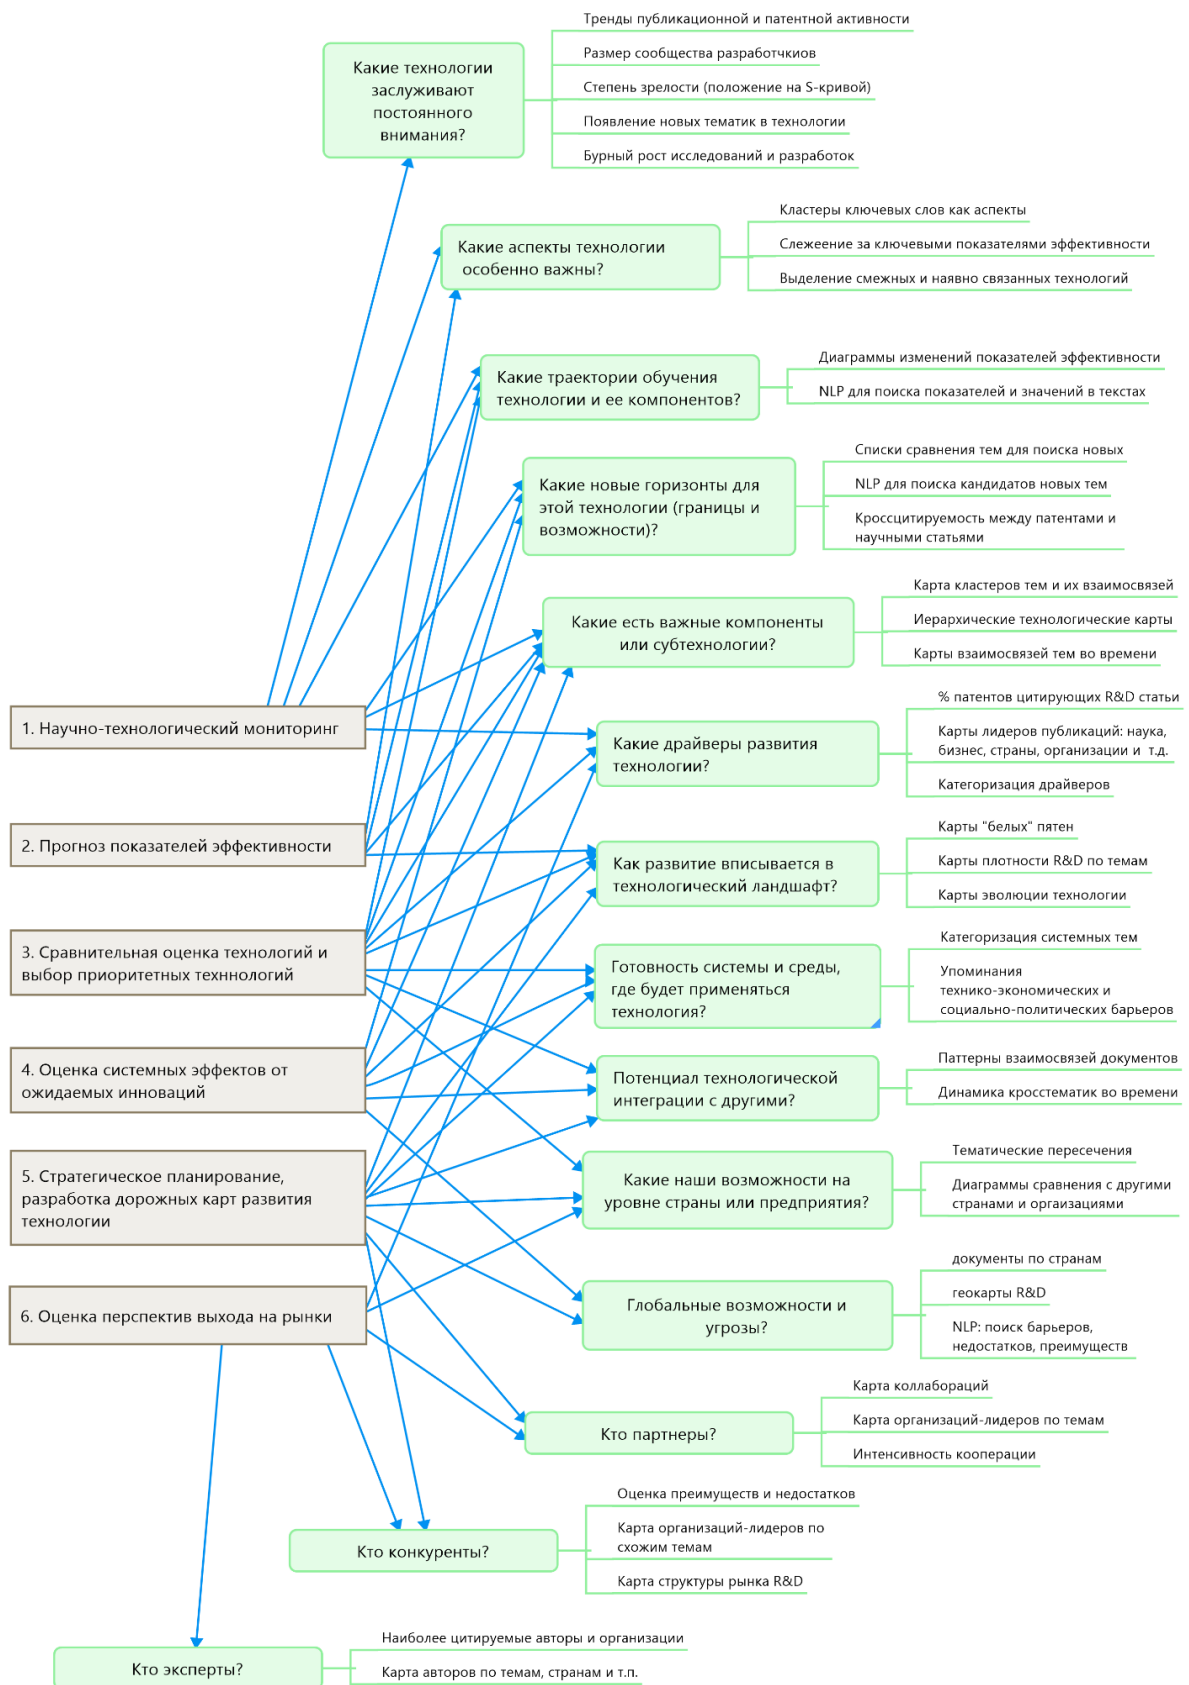 Тренды публикационной и патентной активности
Размер сообщества разработчкиов
Степень зрелости (положение на S-кривой)
Появление новых тематик в технологии
Бурный рост исследований и разработок
Какие технологии
заслуживают
постоянного
внимания?
Кластеры ключевых слов как аспекты
Слежеение за ключевыми показателями эффективности
Выделение смежных и наявно связанных технологий
Какие аспекты технологии
особенно важны?
Диаграммы изменений показателей эффективности
NLP для поиска показателей и значений в текстах
Какие траектории обучения
технологии и ее компонентов?
Списки сравнения тем для поиска новых
NLP для поиска кандидатов новых тем
Кроссцитируемость между патентами и
научными статьями
Какие новые горизонты для
этой технологии (границы и
возможности)?
Карта кластеров тем и их взаимосвязей
Иерархические технологические карты
Карты взаимосвязей тем во времени
Какие есть важные компоненты
или субтехнологии?
% патентов цитирующих R&D статьи
Карты лидеров публикаций: наука,
бизнес, страны, организации и т.д.
Категоризация драйверов
Какие драйверы развития
технологии?
1. Научно-технологический мониторинг
Карты "белых" пятен
Карты плотности R&D по темам
Карты эволюции технологии
Как развитие вписывается в
технологический ландшафт?
2. Прогноз показателей эффективности
Категоризация системных тем
Упоминания
технико-экономических и
социально-политических барьеров
Готовность системы и среды,
где будет применяться
технология?
3. Сравнительная оценка технологий и
выбор приоритетных техннологий
Паттерны взаимосвязей документов
Динамика кросстематик во времени
Потенциал технологической
интеграции с другими?
4. Оценка системных эффектов от
ожидаемых инноваций
Тематические пересечения
Диаграммы сравнения с другими
странами и оргаизациями
Какие наши возможности на
уровне страны или предприятия?
5. Стратегическое планирование,
разработка дорожных карт развития
технологии
документы по странам
геокарты R&D
NLP: поиск барьеров,
недостатков, преимуществ
Глобальные возможности и
угрозы?
6. Оценка перспектив выхода на рынки
Карта коллабораций
Карта организаций-лидеров по темам
Интенсивность кооперации
Кто партнеры?
Оценка преимуществ и недостатков
Карта организаций-лидеров по
схожим темам
Карта структуры рынка R&D
Кто конкуренты?
Наиболее цитируемые авторы и организации
Карта авторов по темам, странам и т.п.
Кто эксперты?